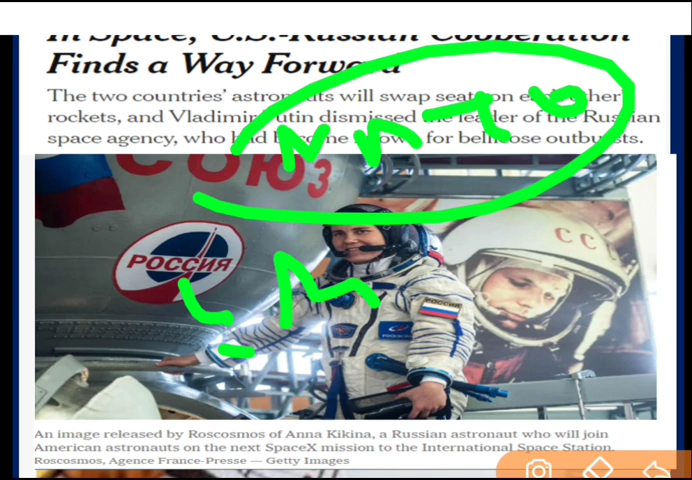 In Space, U.S.-Russian Cooperation
Finds a Way Forward
The two countries' astronauts will swap seats on each other's
rockets, and Vladimir Putin dismissed the leader of the Russian
space agency, who had become known for bellicose outbursts.
СОЮЗ
РОССИЯ
СС
РОССИЯ
An image released by Roscosmos of Anna Kikina, a Russian astronaut who will join
American astronauts on the next SpaceX mission to the International Space Station.
Roscosmos, Agence France-Presse — Getty Images